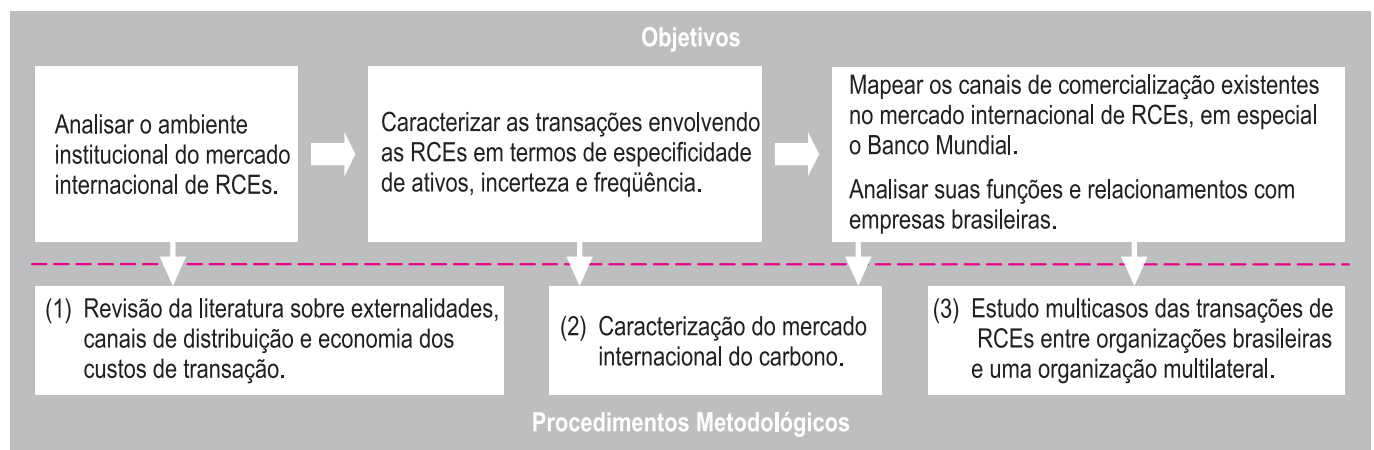 Objetivos
Analisar o ambiente
institucional do mercado
internacional de RCEs.
Caracterizar as transações envolvendo
as RCEs em termos de especificidade
de ativos, incerteza e freqüência.
Mapear os canais de comercialização existentes
no mercado internacional de RCEs, em especial
o Banco Mundial.
Analisar suas funções e relacionamentos com
empresas brasileiras.
(1) Revisão da literatura sobre externalidades,
canais de distribuição e economia dos
custos de transação.
(2) Caracterização do mercado
internacional do carbono.
(3) Estudo multicasos das transações de
RCEs entre organizações brasileiras
e uma organização multilateral.
Procedimentos Metodológicos